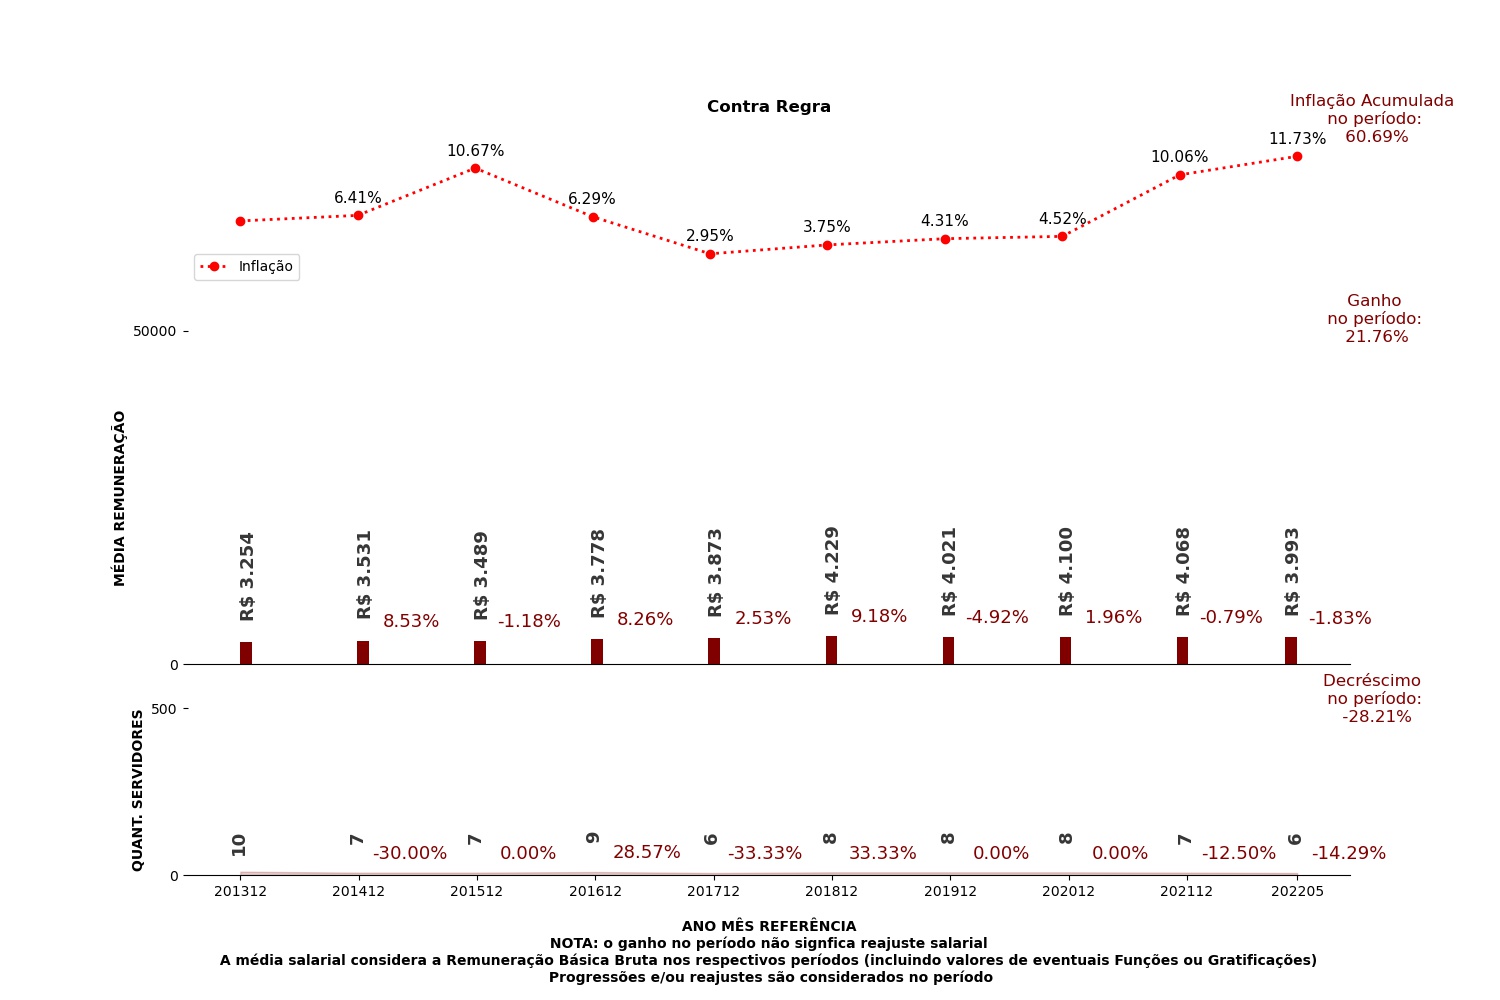 Contra Regra
Inflação Acumulada
no período:
60.69%
6.41%
10.67%
6.29%
2.95%
3.75%
4.31%
4.52%
10.06%
11.73%
Inflação
Ganho
no período:
21.76%
50000
0
MÉDIA REMUNERAÇÃO
R$ 3.254
R$ 3.531
R$ 3.489
R$ 3.778
R$ 3.873
R$ 4.229
R$ 4.021
R$ 4.100
R$ 4.068
R$ 3.993
8.53%
-1.18%
8.26%
2.53%
9.18%
-4.92%
1.96%
-0.79%
-1.83%
Decréscimo
no período:
-28.21%
500
0
QUANT. SERVIDORES
10
7
7
9
6
8
8
8
7
6
-30.00%
0.00%
28.57%
-33.33%
33.33%
0.00%
0.00%
-12.50%
-14.29%
201312
201412
201512
201612
201712
201812
201912
202012
202112
202205
ANO MÊS REFERÊNCIA
NOTA: o ganho no período não signfica reajuste salarial
A média salarial considera a Remuneração Básica Bruta nos respectivos períodos (incluindo valores de eventuais Funções ou Gratificações)
Progressões e/ou reajustes são considerados no período